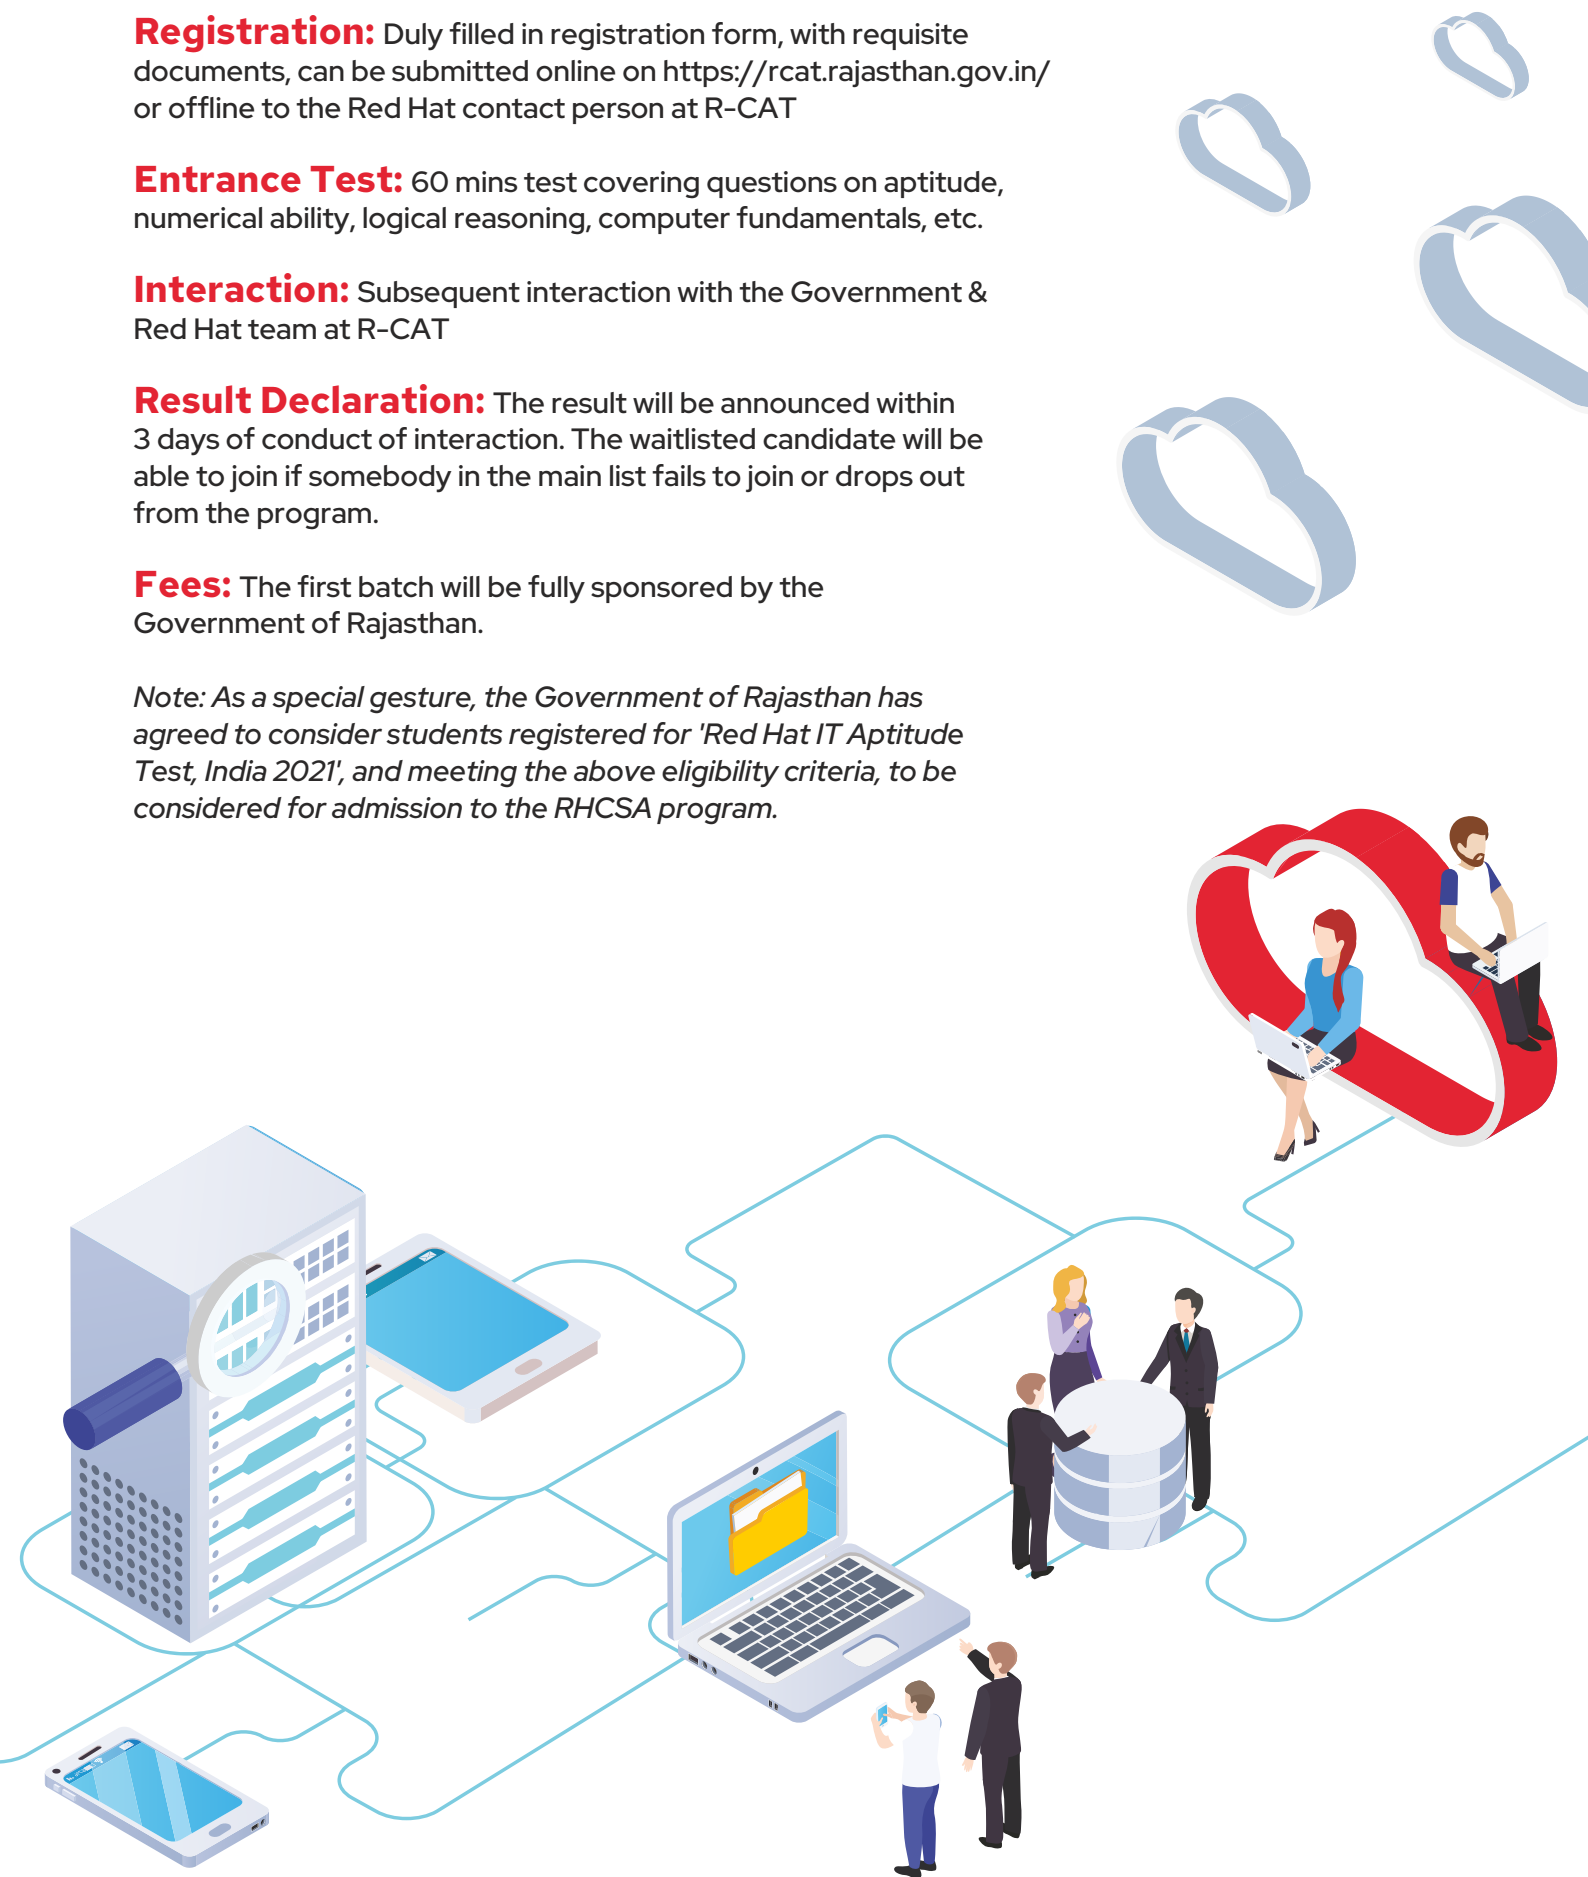 Registration: Duly filled in registration form, with requisite
documents, can be submitted online on https://rcat.rajasthan.gov.in/
or offline to the Red Hat contact person at R-CAT
Entrance Test: 60 mins test covering questions on aptitude,
numerical ability, logical reasoning, computer fundamentals, etc.
Interaction: Subsequent interaction with the Government &
Red Hat team at R-CAT
Result Declaration: The result will be announced within
3 days of conduct of interaction. The waitlisted candidate will be
able to join if somebody in the main list fails to join or drops out
from the program.
Fees: The first batch will be fully sponsored by the
Government of Rajasthan.
Note: As a special gesture, the Government of Rajasthan has
agreed to consider students registered for 'Red Hat IT Aptitude
Test, India 2021', and meeting the above eligibility criteria, to be
considered for admission to the RHCSA program.